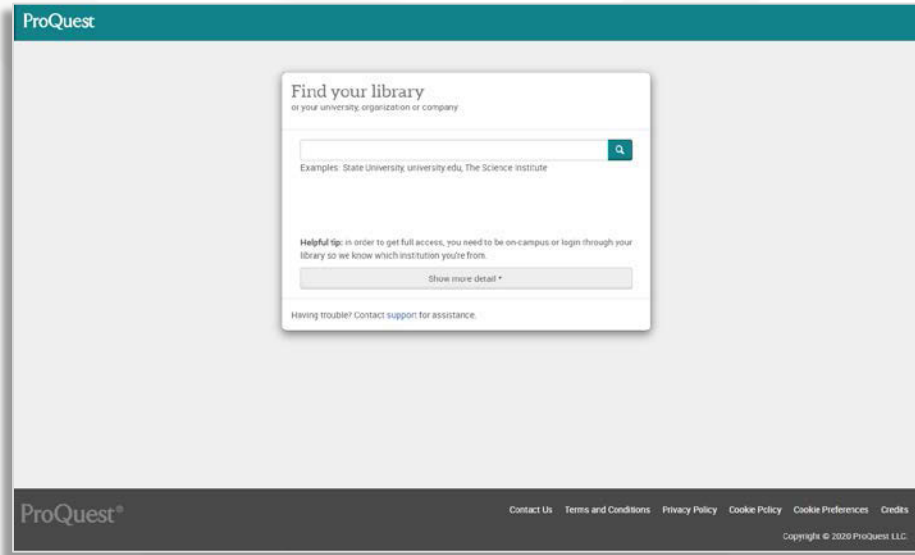 ProQuest
Find your library
or your university, organization or company
Examples: State University, university.edu, The Science Institute
Helpful tip: in order to get full access, you need to be on-campus or login through your
library so we know which institution you're from.
Show more detail ▾
Having trouble? Contact support for assistance.
ProQuest®
Contact Us Terms and Conditions Privacy Policy Cookie Policy Cookie Preferences Credits
Copyright © 2020 ProQuest LLC.